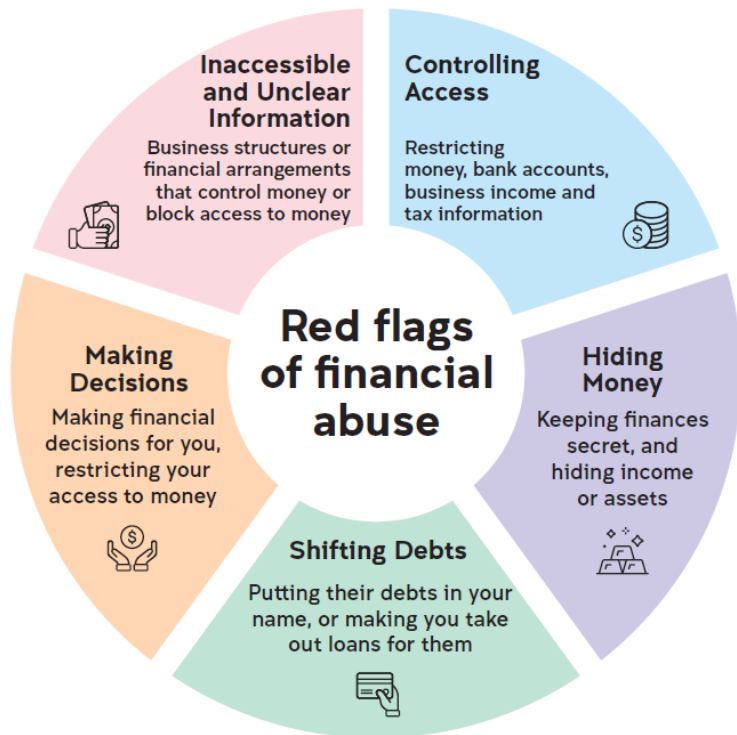 Red flags
of financial
abuse
Inaccessible
and Unclear
Information
Business structures or
financial arrangements
that control money or
block access to money
Controlling
Access
Restricting
money, bank accounts,
business income and
tax information
Hiding
Money
Keeping finances
secret, and
hiding income
or assets
Shifting Debts
Putting their debts in your
name, or making you take
out loans for them
Making
Decisions
Making financial
decisions for you,
restricting your
access to money